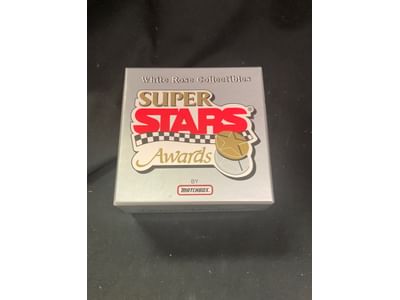 White Rose Collectibles
SUPER
STARS
Awards
BY
MATCHBOX